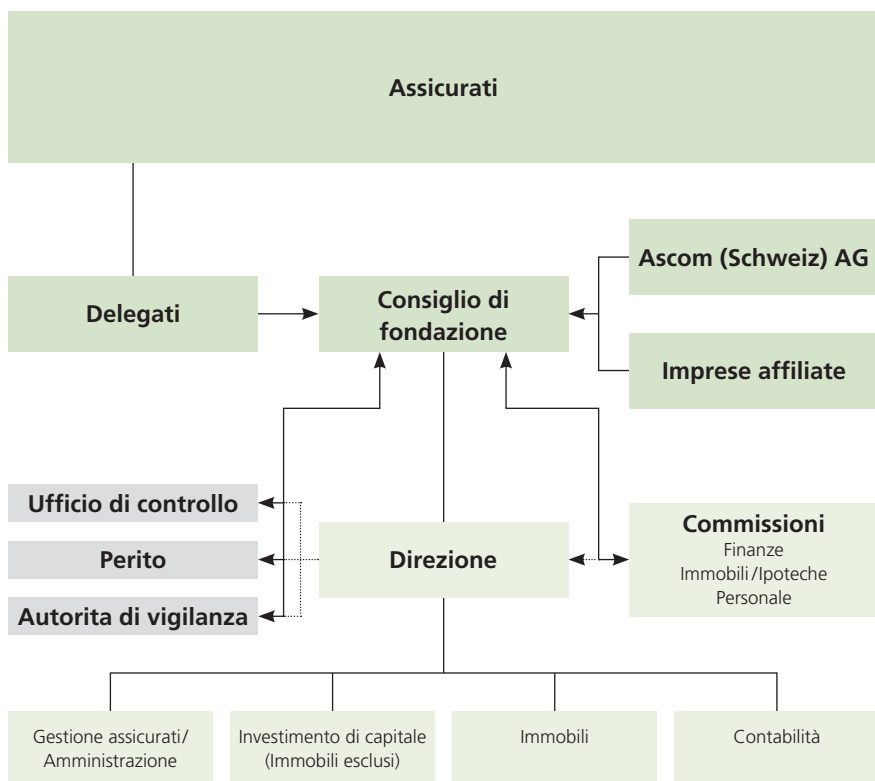 Assicurati
Ascom (Schweiz) AG
Delegati
Consiglio di
fondazione
Imprese affiliate
Ufficio di controllo
Perito
Autorita di vigilanza
Direzione
Commissioni
Finanze
Immobili/Ipoteche
Personale
Gestione assicurati/
Amministrazione
Investimento di capitale
(Immobili esclusi)
Immobili
Contabilità